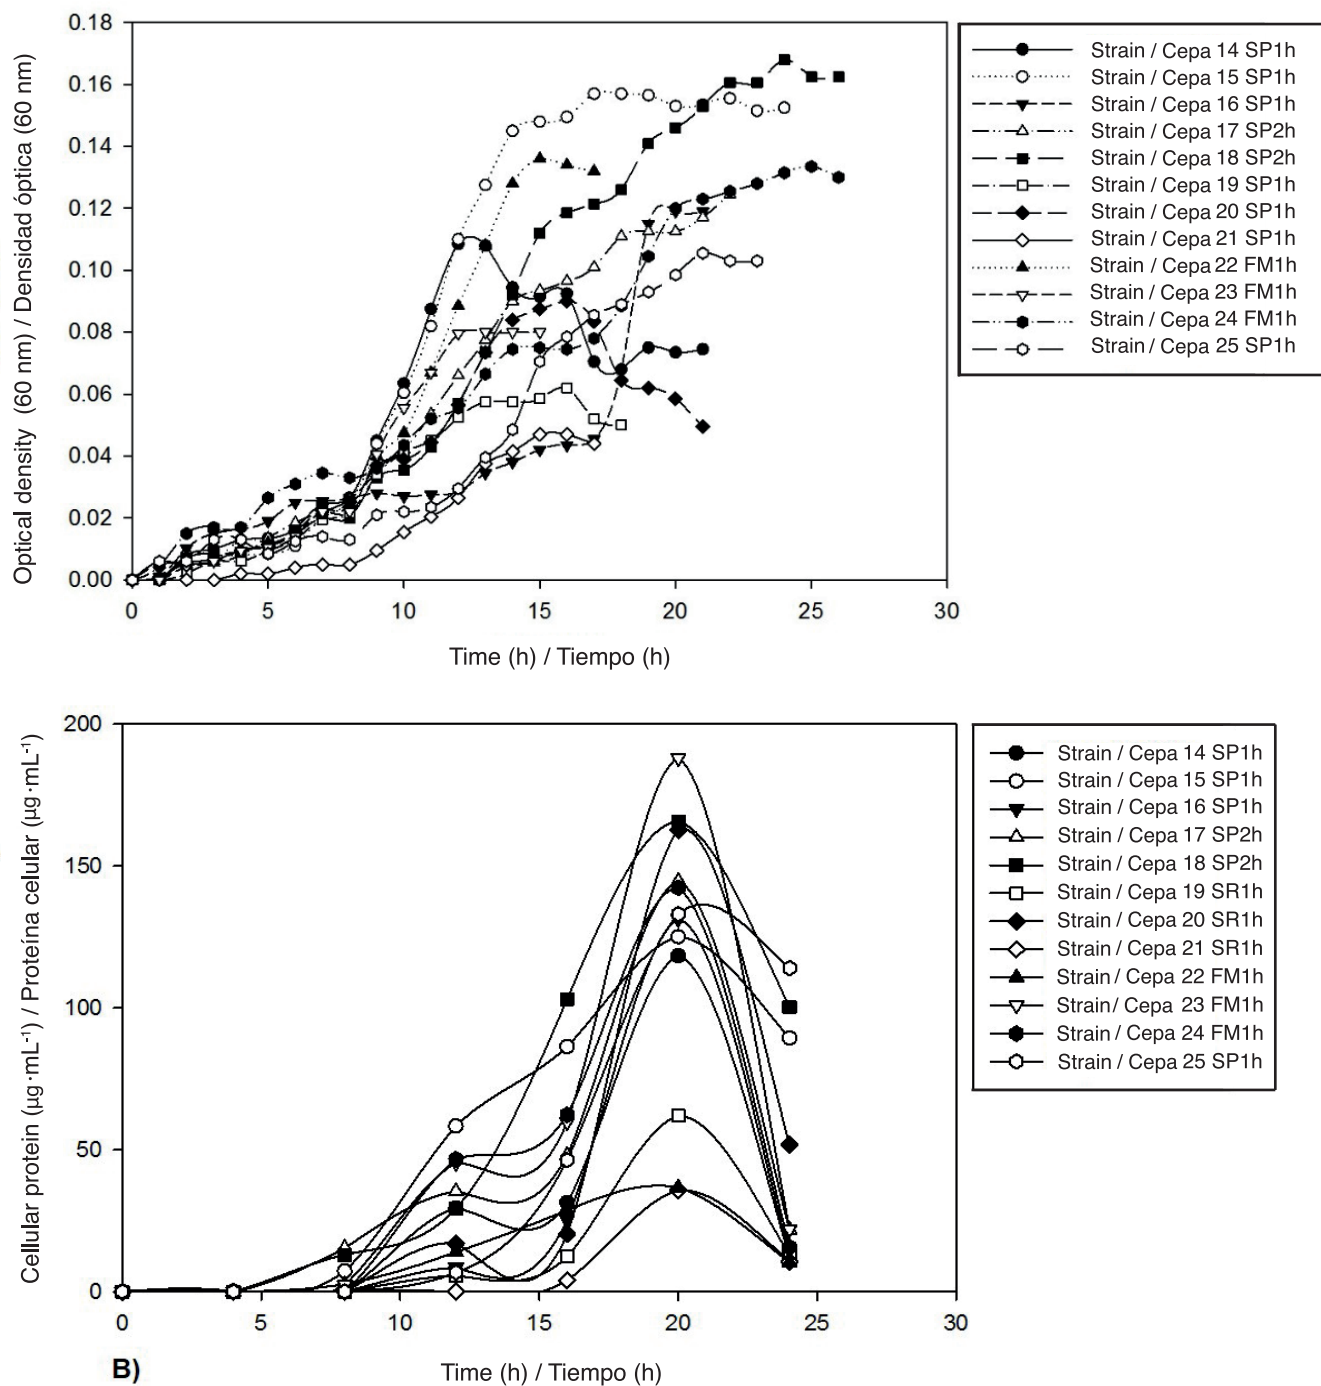 0.18
0.16
0.14
0.12
0.10
0.08
0.06
0.04
0.02
0.00
Optical density (60 nm) / Densidad óptica (60 nm)
0 5 10 15 20 25 30
Time (h) / Tiempo (h)
Strain / Cepa 14 SP1h
Strain / Cepa 15 SP1h
Strain / Cepa 16 SP1h
Strain / Cepa 17 SP2h
Strain / Cepa 18 SP2h
Strain / Cepa 19 SP1h
Strain / Cepa 20 SP1h
Strain / Cepa 21 SP1h
Strain / Cepa 22 FM1h
Strain / Cepa 23 FM1h
Strain / Cepa 24 FM1h
Strain / Cepa 25 SP1h
200
150
100
50
0
Cellular protein (µg·mL-1) / Proteína celular (µg·mL-1)
0 5 10 15 20 25 30
B)
Time (h) / Tiempo (h)
Strain / Cepa 14 SP1h
Strain / Cepa 15 SP1h
Strain / Cepa 16 SP1h
Strain / Cepa 17 SP2h
Strain / Cepa 18 SP2h
Strain / Cepa 19 SR1h
Strain / Cepa 20 SR1h
Strain / Cepa 21 SR1h
Strain / Cepa 22 FM1h
Strain/ Cepa 23 FM1h
Strain / Cepa 24 FM1h
Strain / Cepa 25 SP1h